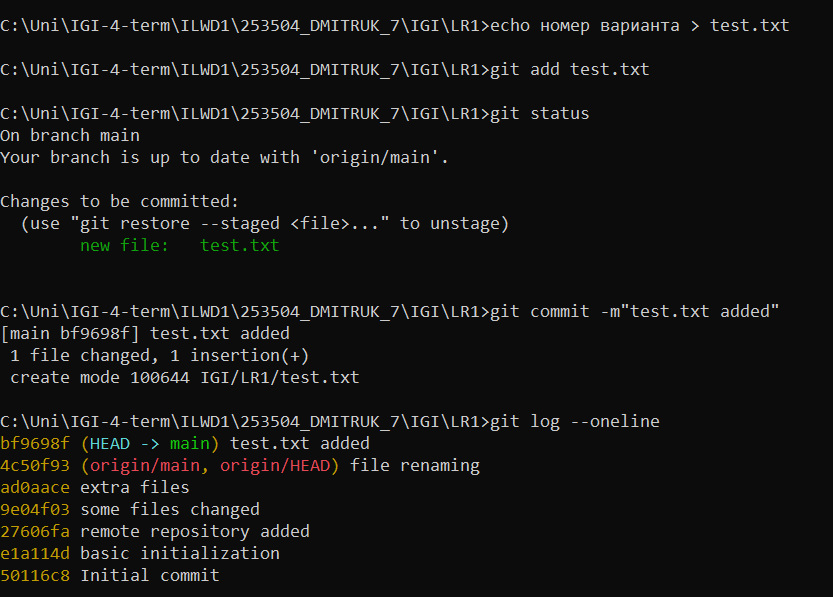 C:\Uni\IGI-4-term\ILWD1\253504_DMITRUK_7\IGI\LR1>echo номер варианта > test.txt
C:\Uni\IGI-4-term\ILWD1\253504_DMITRUK_7\IGI\LR1>git add test.txt
C:\Uni\IGI-4-term\ILWD1\253504_DMITRUK_7\IGI\LR1>git status
On branch main
Your branch is up to date with 'origin/main'.
Changes to be committed:
  (use "git restore --staged <file>..." to unstage)
        new file:   test.txt
C:\Uni\IGI-4-term\ILWD1\253504_DMITRUK_7\IGI\LR1>git commit -m"test.txt added"
[main bf9698f] test.txt added
 1 file changed, 1 insertion(+)
 create mode 100644 IGI/LR1/test.txt
C:\Uni\IGI-4-term\ILWD1\253504_DMITRUK_7\IGI\LR1>git log --oneline
bf9698f (HEAD -> main) test.txt added
4c50f93 (origin/main, origin/HEAD) file renaming
ad0aace extra files
9e04f03 some files changed
27606fa remote repository added
e1a114d basic initialization
50116c8 Initial commit